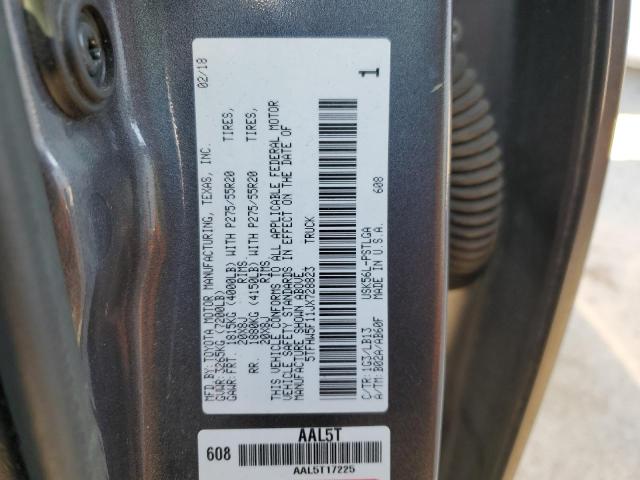 MFD.BY:TOYOTA MOTOR MANUFACTURING, TEXAS, INC. 02/18
GVWR:3265KG (7200LB)
GAWR:FRT. 1815KG (4000LB) WITH P275/55R20 TIRES,
20X8J RIMS
RR. 1880KG (4150LB) WITH P275/55R20 TIRES,
20X8J RIMS
THIS VEHICLE CONFORMS TO ALL APPLICABLE FEDERAL MOTOR
VEHICLE SAFETY STANDARDS IN EFFECT ON THE DATE OF
MANUFACTURE SHOWN ABOVE.
5TFHW5F11JX728823 TRUCK
1
C/TR:1G3/LB13 USK56L-PSTLGA 608
A/TM:B02A/AB60F MADE IN U.S.A.
608 AAL5T
AAL5T17225